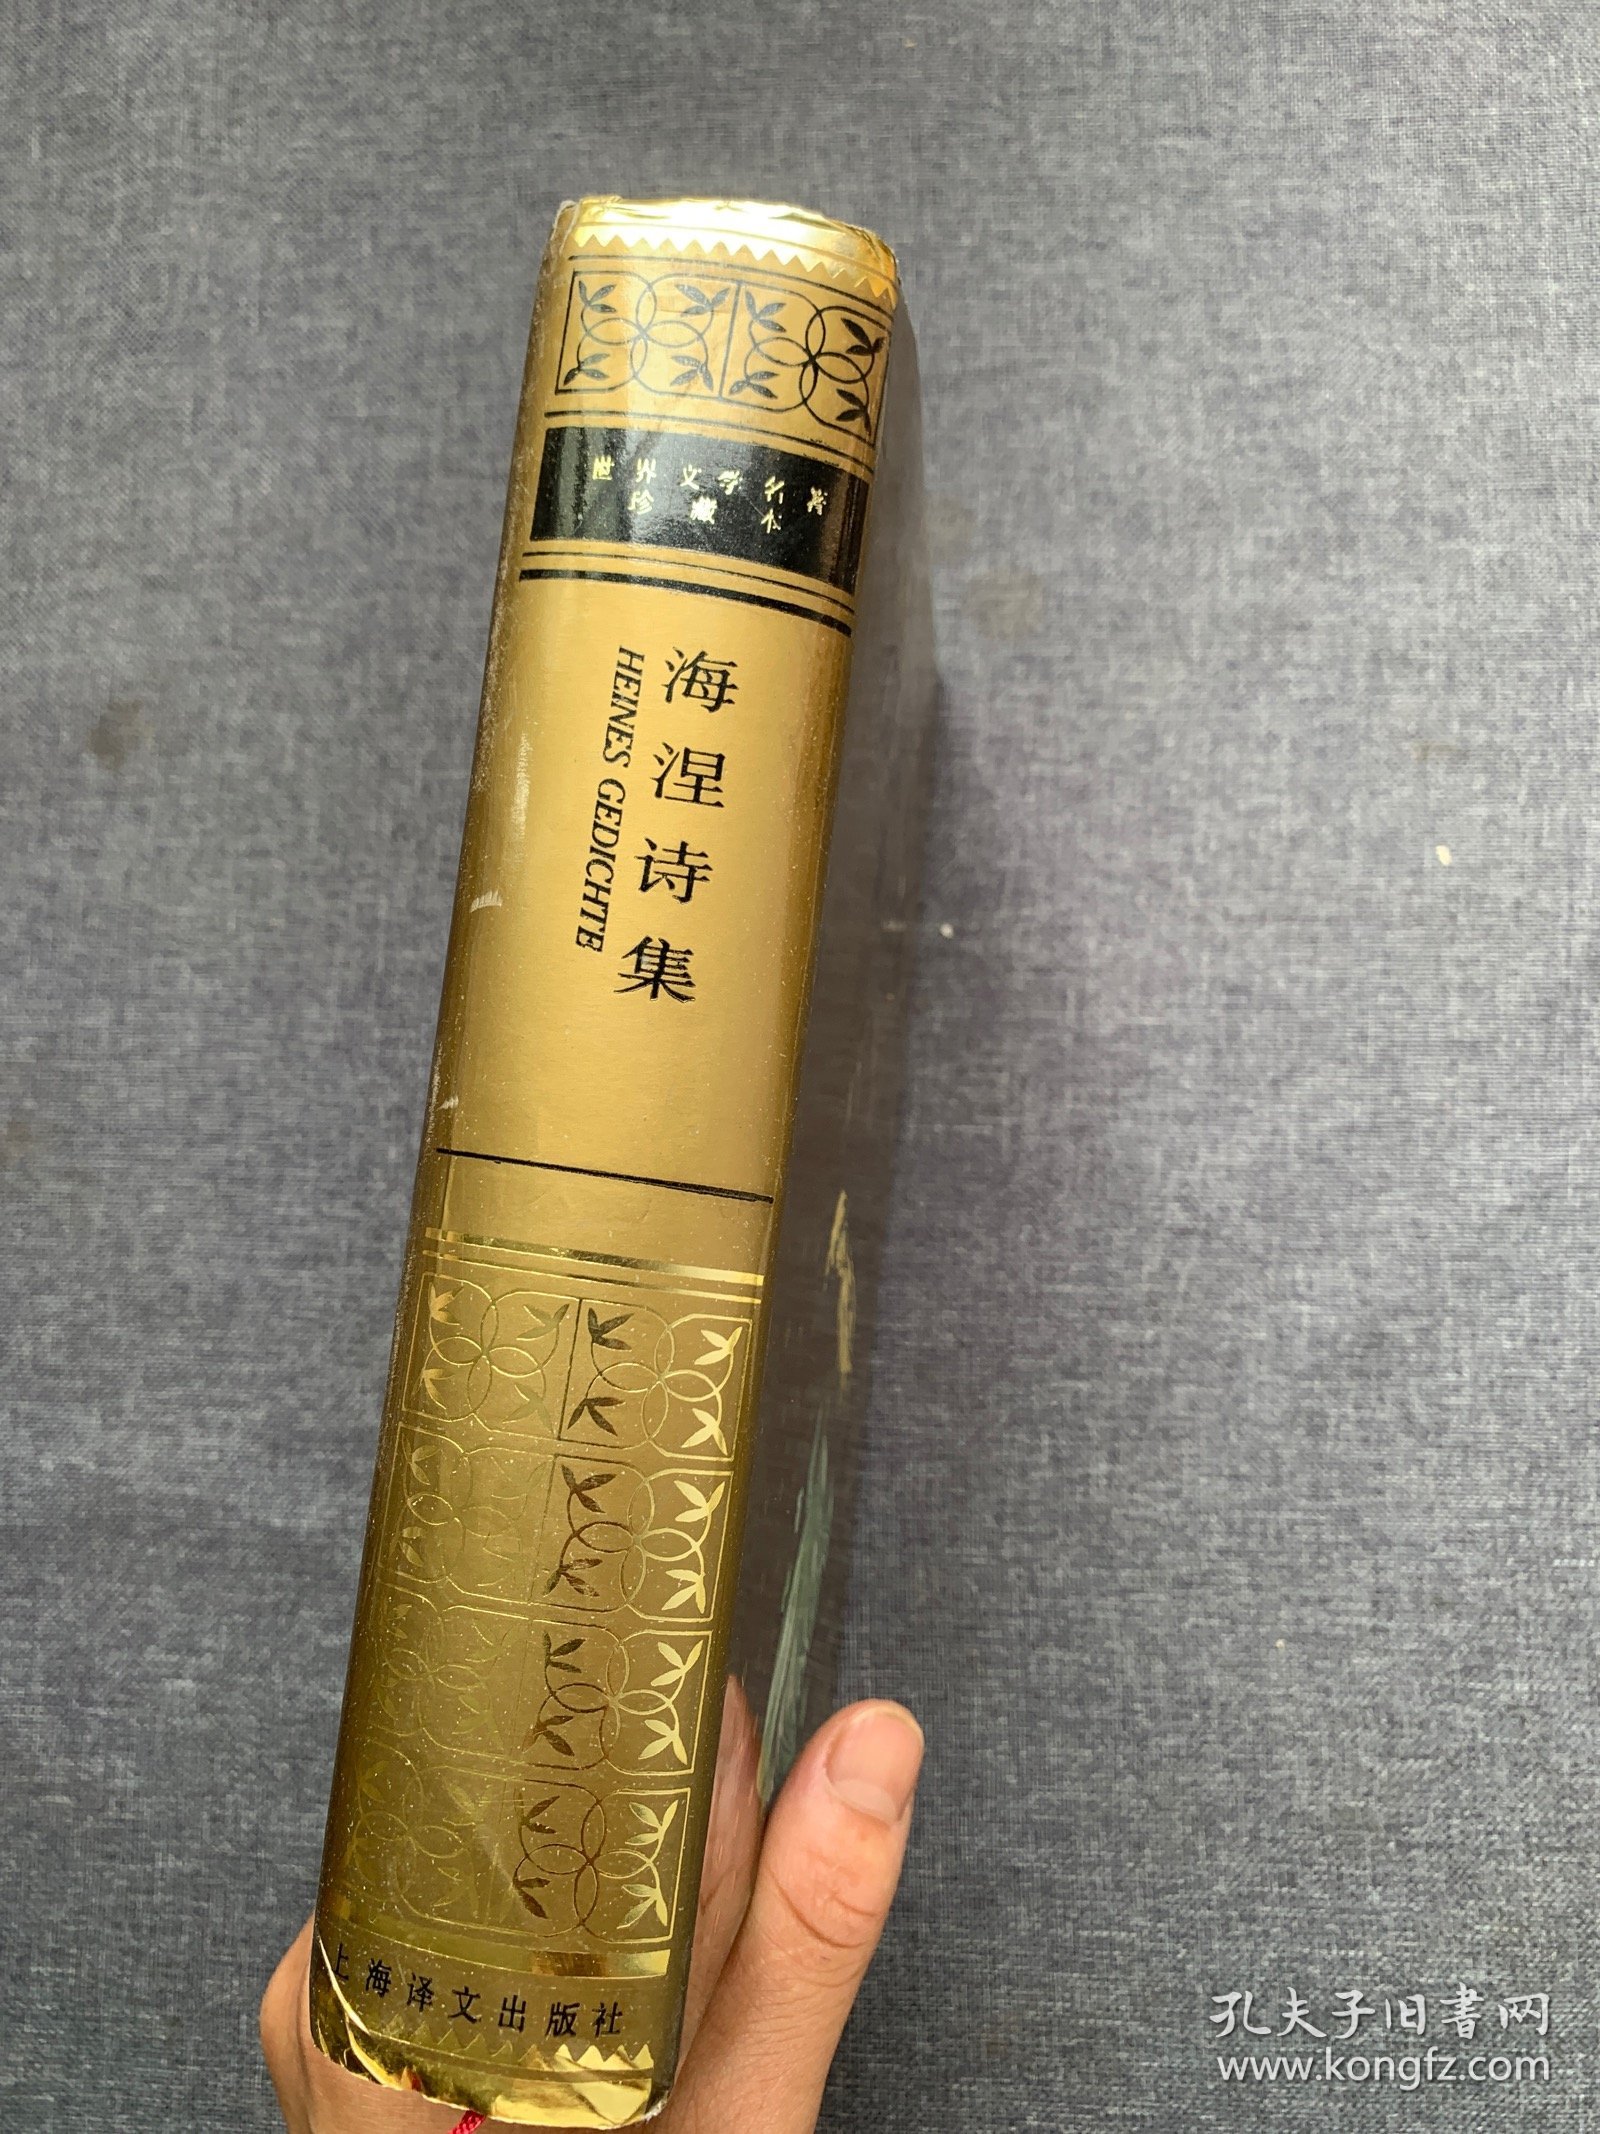 世界文学名著
珍藏本
海涅诗集
HEINES GEDICHTE
上海译文出版社
孔夫子旧书网
www.kongfz.com